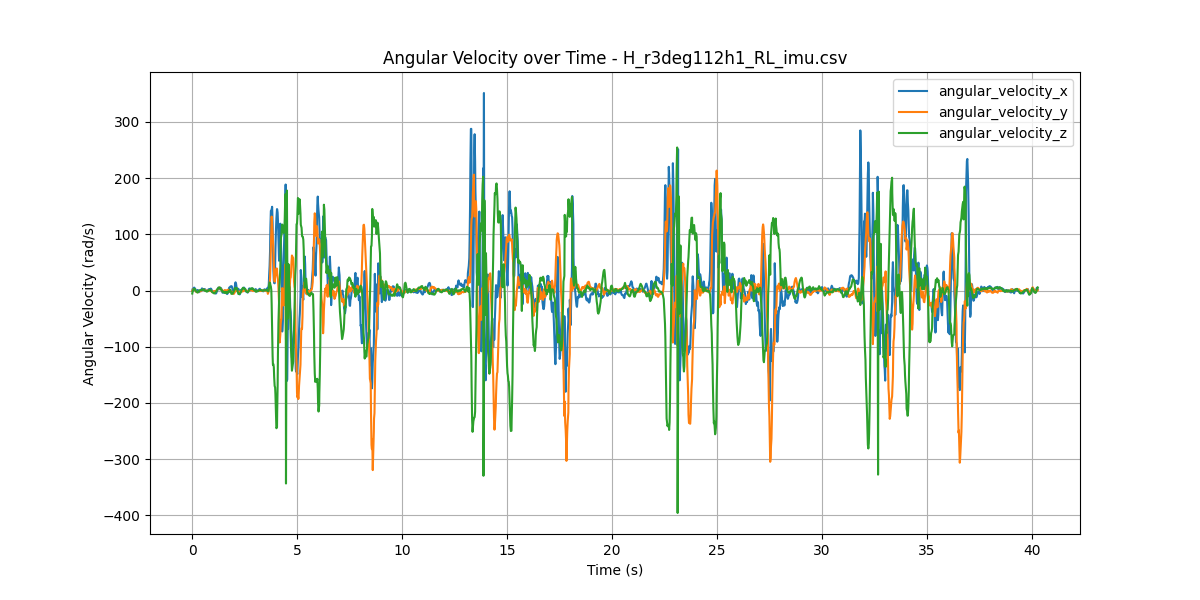 Angular Velocity over Time - H_r3deg112h1_RL_imu.csv
angular_velocity_x
angular_velocity_y
angular_velocity_z
Angular Velocity (rad/s)
300
200
100
0
−100
−200
−300
−400
0 5 10 15 20 25 30 35 40
Time (s)